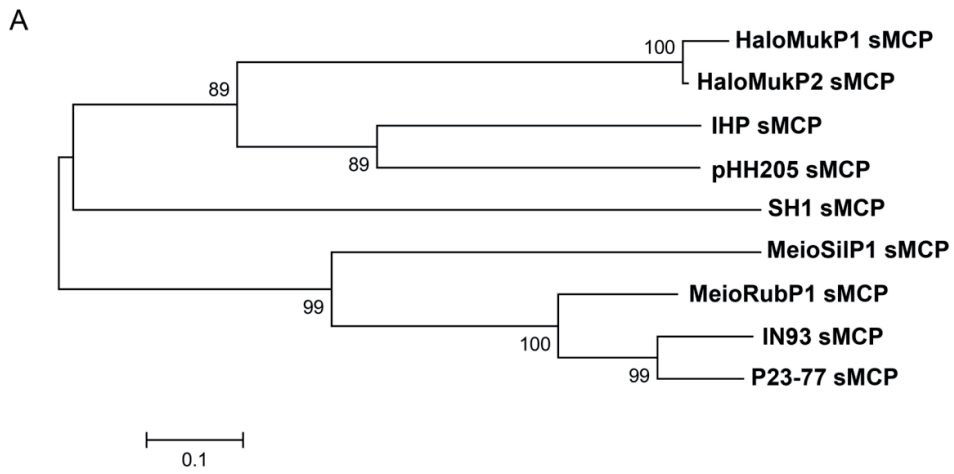 A
100
HaloMukP1 sMCP
HaloMukP2 sMCP
89
IHP sMCP
89
pHH205 sMCP
SH1 sMCP
MeioSilP1 sMCP
99
MeioRubP1 sMCP
100
IN93 sMCP
99
P23-77 sMCP
0.1